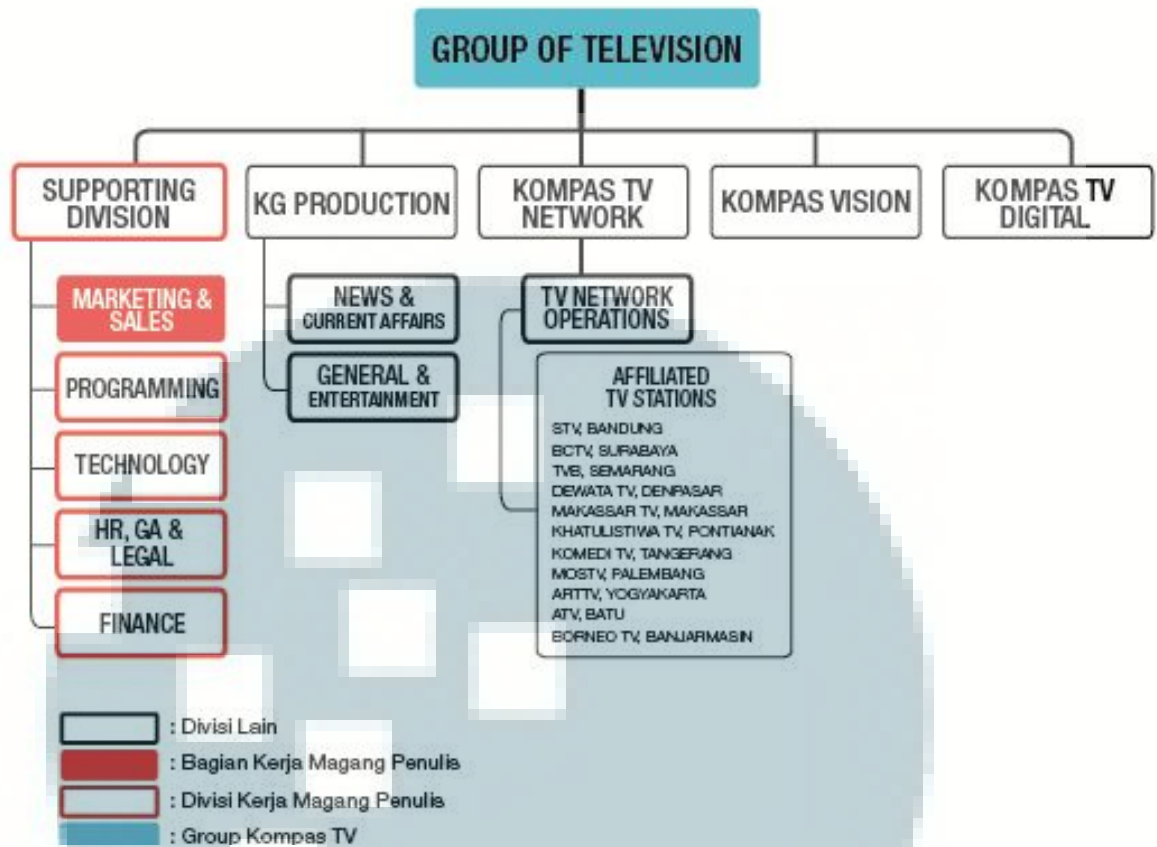 GROUP OF TELEVISION
SUPPORTING
DIVISION
KG PRODUCTION
KOMPAS TV
NETWORK
KOMPAS VISION
KOMPAS TV
DIGITAL
MARKETING &
SALES
PROGRAMMING
TECHNOLOGY
HR, GA &
LEGAL
FINANCE
NEWS &
CURRENT AFFAIRS
GENERAL &
ENTERTAINMENT
TV NETWORK
OPERATIONS
AFFILIATED
TV STATIONS
STV, BANDUNG
BCTV, SURABAYA
TVB, SEMARANG
DEWATA TV, DENPASAR
MAKASSAR TV, MAKASSAR
KHATULISTIWA TV, PONTIANAK
KOMEDI TV, TANGERANG
MOSTV, PALEMBANG
ARTTV, YOGYAKARTA
ATV, BATU
BORNEO TV, BANJARMASIN
: Divisi Lain
: Bagian Kerja Magang Penulis
: Divisi Kerja Magang Penulis
: Group Kompas TV